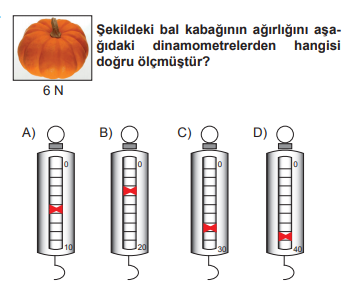 Şekildeki bal kabağının ağırlığını aşa-
ğıdaki dinamometrelerden hangisi
doğru ölçmüştür?
6 N
A) B) C) D)
0 0 0 0
10 20 30 40